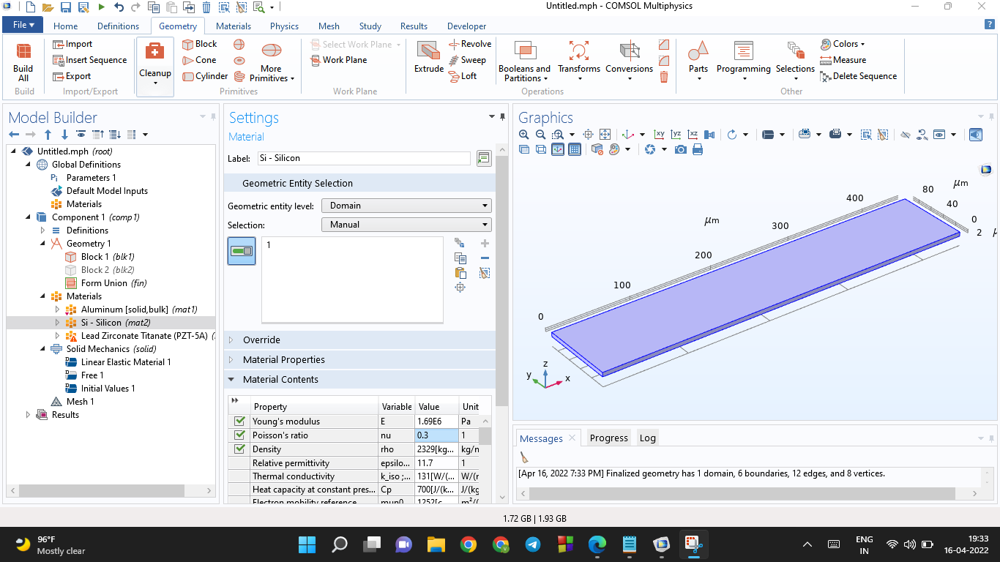 Untitled.mph - COMSOL Multiphysics
File Home Definitions Geometry Materials Physics Mesh Study Results Developer
Build All
Build
Import
Insert Sequence
Export
Import/Export
Cleanup
Block
Cone
Cylinder
More Primitives
Primitives
Select Work Plane
Work Plane
Work Plane
Extrude
Revolve
Sweep
Loft
Booleans and Partitions
Transforms
Conversions
Operations
Parts
Programming
Selections
Colors
Measure
Delete Sequence
Other
Model Builder
Untitled.mph (root)
Global Definitions
Pi Parameters 1
Default Model Inputs
Materials
Component 1 (comp1)
Definitions
Geometry 1
Block 1 (blk1)
Block 2 (blk2)
Form Union (fin)
Materials
Aluminum [solid,bulk] (mat1)
Si - Silicon (mat2)
Lead Zirconate Titanate (PZT-5A) (
Solid Mechanics (solid)
Linear Elastic Material 1
Free 1
Initial Values 1
Mesh 1
Results
Settings
Material
Label: Si - Silicon
Geometric Entity Selection
Geometric entity level: Domain
Selection: Manual
1
Override
Material Properties
Material Contents
Property Variable Value Unit
Young's modulus E 1.69E6 Pa
Poisson's ratio nu 0.3 1
Density rho 2329[kg... kg/m
Relative permittivity epsilo... 11.7 1
Thermal conductivity k_iso ;... 131[W/(... W/(r
Heat capacity at constant pres... Cp 700[J/(k... J/(kg
Electron mobility reference mun0 1252[c... m²/(
Graphics
xy yz xz
µm
80
400
40
µm
0
300
2 µ
200
100
0
z
y
x
Messages Progress Log
[Apr 16, 2022 7:33 PM] Finalized geometry has 1 domain, 6 boundaries, 12 edges, and 8 vertices.
1.72 GB | 1.93 GB
96°F
Mostly clear
ENG
IN
19:33
16-04-2022